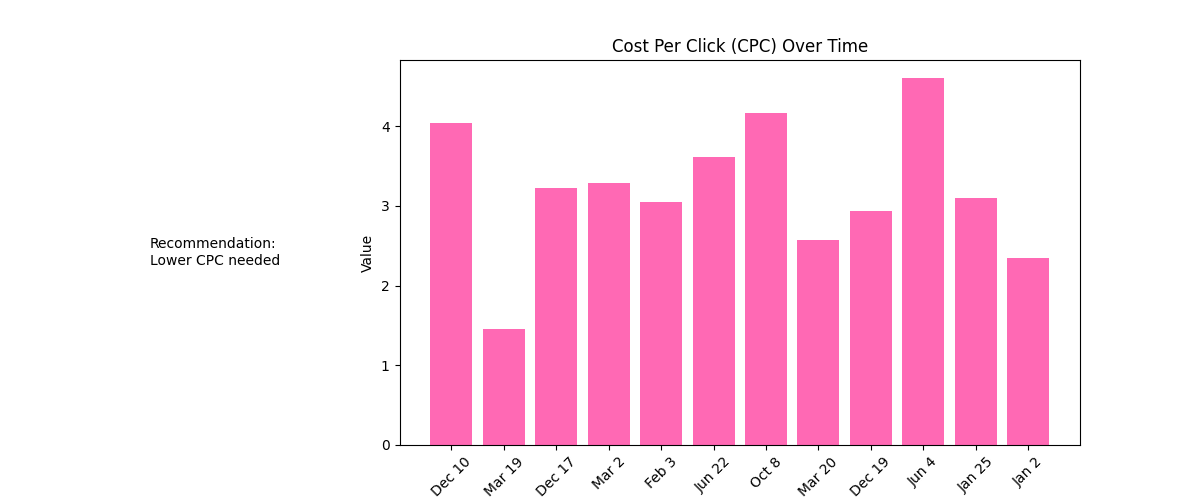 Cost Per Click (CPC) Over Time
Recommendation:
Lower CPC needed
Value
4
3
2
1
0
Dec 10
Mar 19
Dec 17
Mar 2
Feb 3
Jun 22
Oct 8
Mar 20
Dec 19
Jun 4
Jan 25
Jan 2